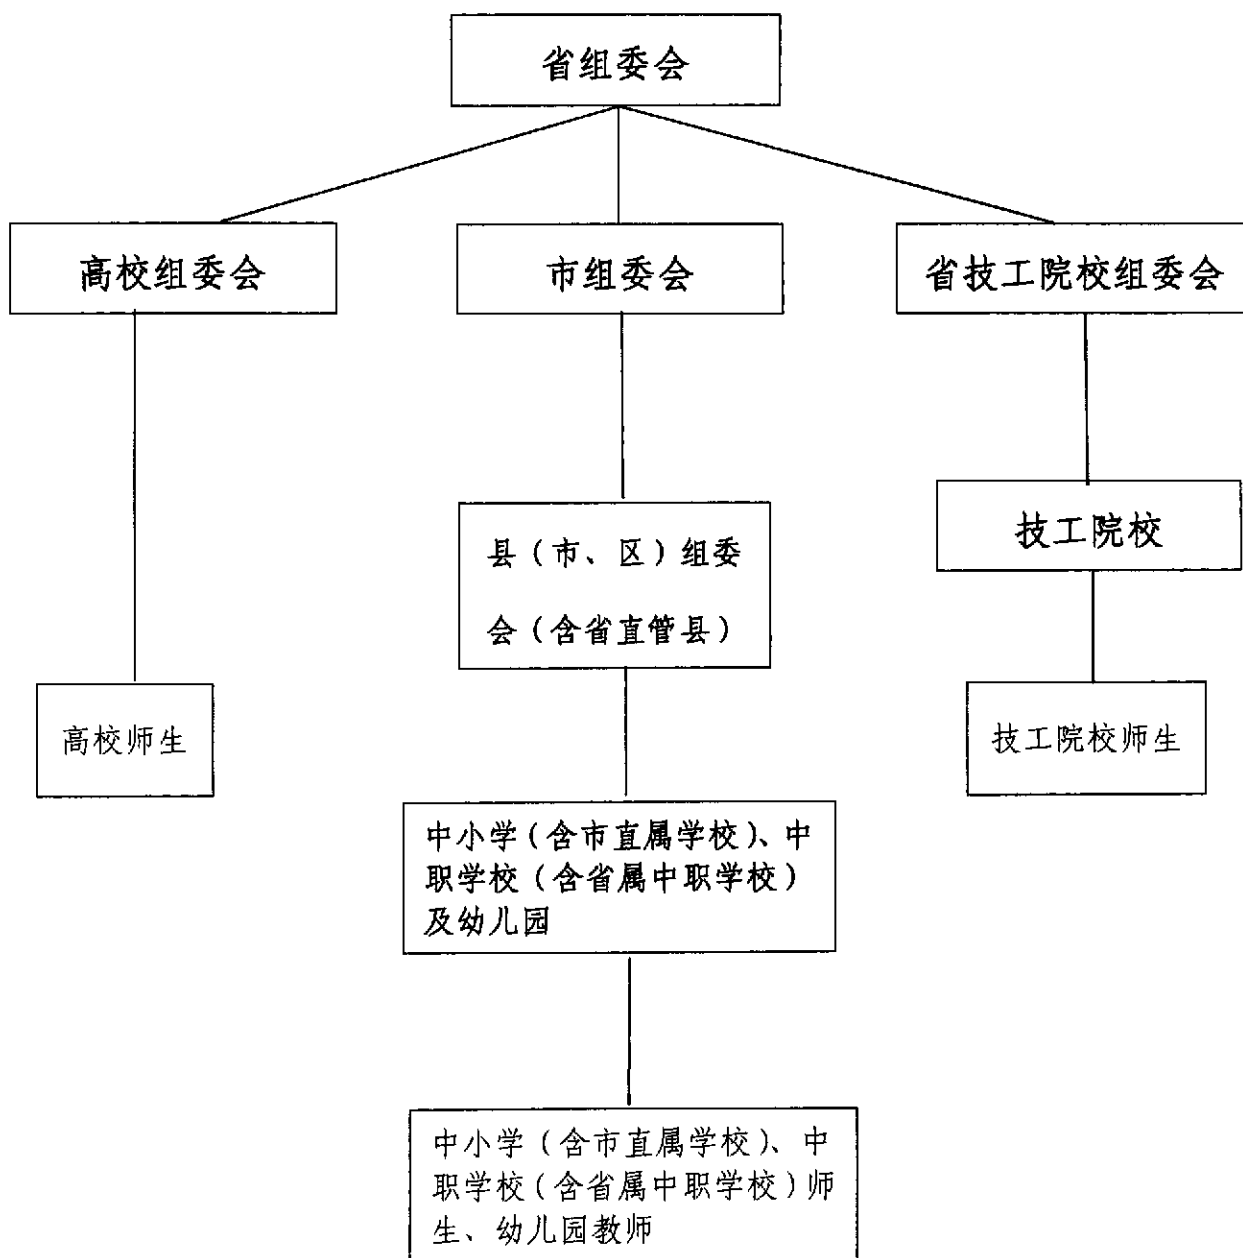 省组委会
高校组委会
市组委会
省技工院校组委会
县（市、区）组委
会（含省直管县）
技工院校
高校师生
技工院校师生
中小学（含市直属学校）、中
职学校（含省属中职学校）
及幼儿园
中小学（含市直属学校）、中
职学校（含省属中职学校）师
生、幼儿园教师